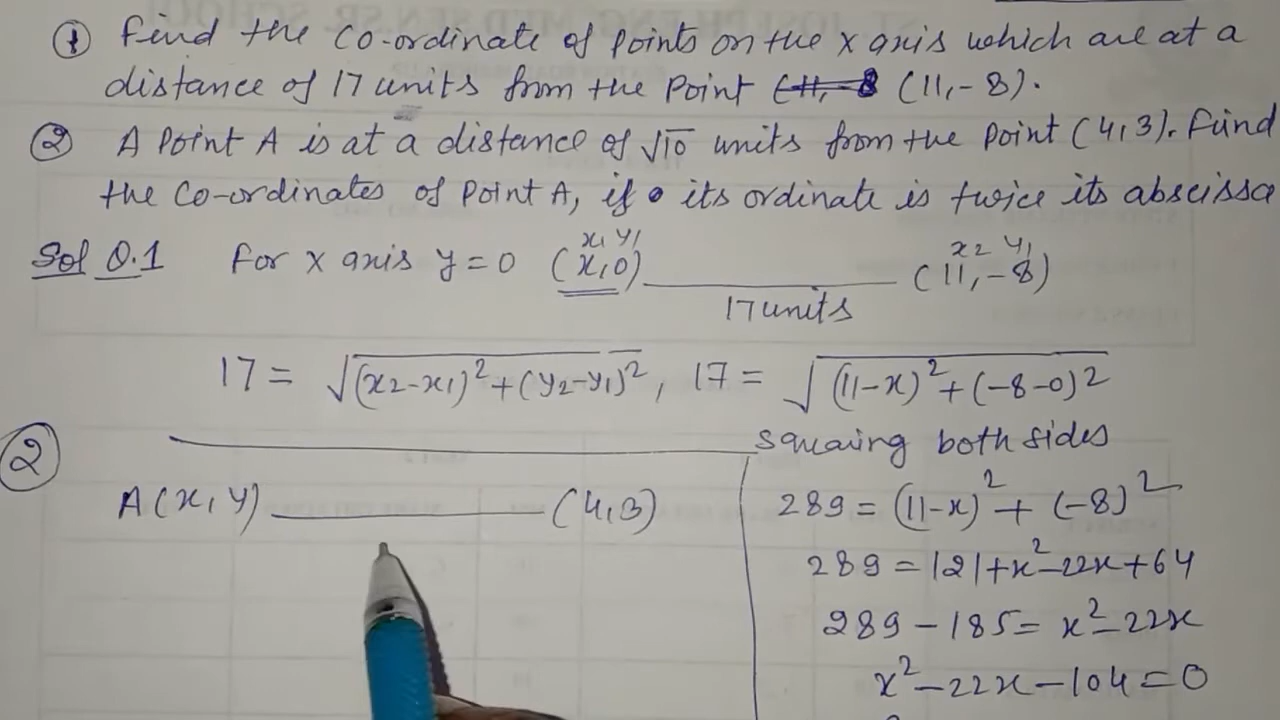 ① Find the Co-ordinate of Points on the x axis which are at a
distance of 17 units from the Point (11,-8).
② A Point A is at a distance of √10 units from the Point (4,3). Find
the Co-ordinates of Point A, if its ordinate is twice its abscissa
Sol Q.1 For x axis y=0 (x,0) 17 units (11,-8)
x1 y1 x2 y1
17 = √(x2-x1)²+(y2-y1)², 17 = √(11-x)²+(-8-0)²
squaing both sides
② A(x,y) (4,3)
289 = (11-x)² + (-8)²
289 = 121+x²-22x+64
289 - 185 = x²-22x
x²-22x-104=0